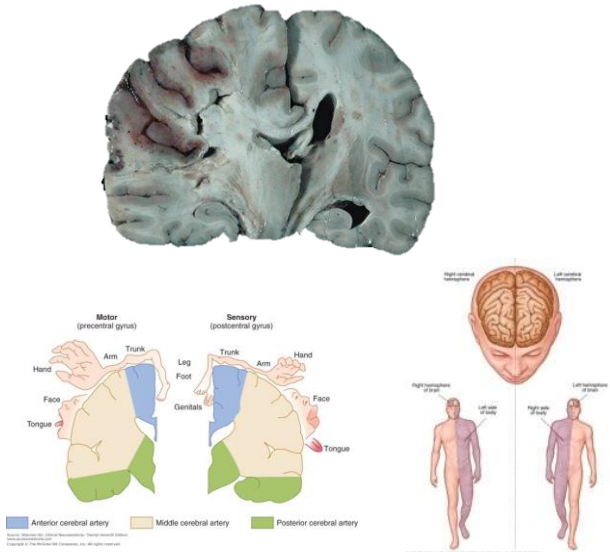 Motor
(precentral gyrus)
Sensory
(postcentral gyrus)
Trunk
Arm
Hand
Face
Tongue
Leg
Foot
Genitals
Trunk
Arm
Hand
Face
Tongue
Anterior cerebral artery
Middle cerebral artery
Posterior cerebral artery
Right cerebral
hemisphere
Left cerebral
hemisphere
Right hemisphere
of brain
Left side
of body
Left hemisphere
of brain
Right side of
body